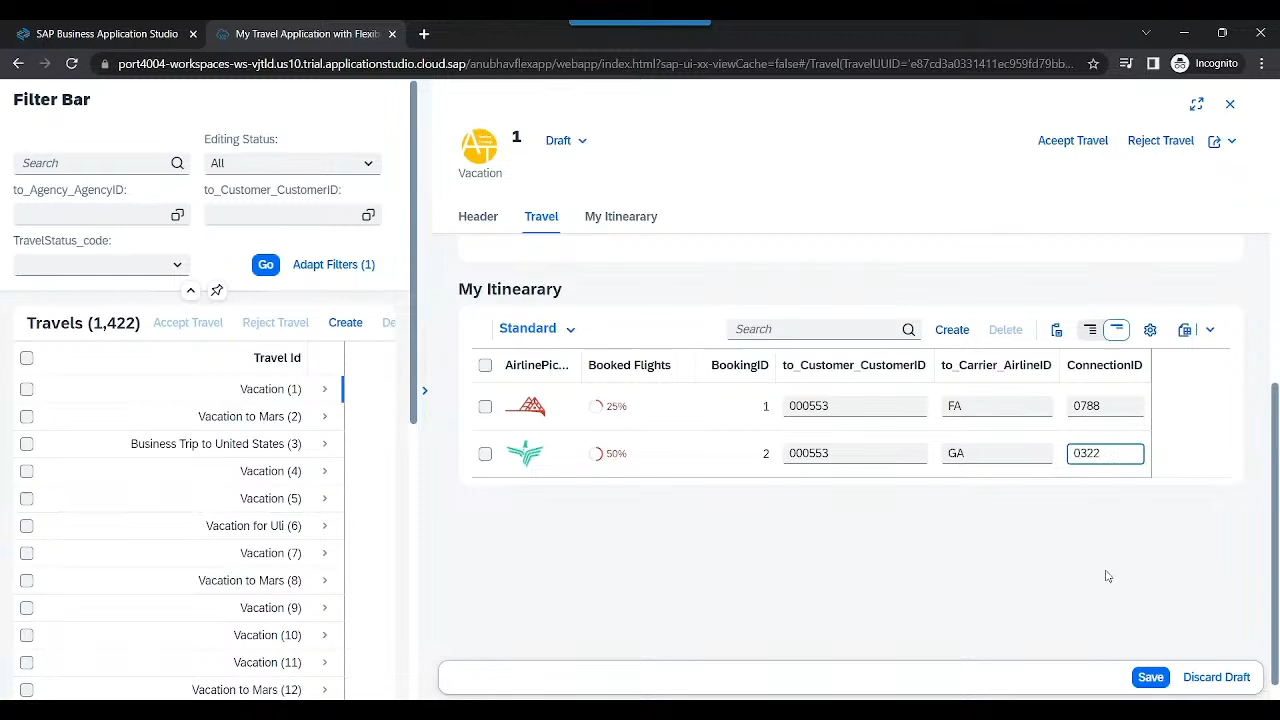 SAP Business Application Studio
My Travel Application with Flexib
port4004-workspaces-ws-vjtld.us10.trial.applicationstudio.cloud.sap/anubhavflexapp/webapp/index.html?sap-ui-xx-viewCache=false#/Travel(TravelUUID='e87cd3a0331411ec959fd79bb...
Incognito
Filter Bar
Editing Status:
Search
All
to_Agency_AgencyID:
to_Customer_CustomerID:
TravelStatus_code:
Go
Adapt Filters (1)
Travels (1,422)
Accept Travel
Reject Travel
Create
De
Travel Id
Vacation (1)
Vacation to Mars (2)
Business Trip to United States (3)
Vacation (4)
Vacation (5)
Vacation for Uli (6)
Vacation (7)
Vacation to Mars (8)
Vacation (9)
Vacation (10)
Vacation (11)
Vacation to Mars (12)
AT
1
Draft
Vacation
Aceept Travel
Reject Travel
Header
Travel
My Itinearary
My Itinearary
Standard
Search
Create
Delete
AirlinePic...
Booked Flights
BookingID
to_Customer_CustomerID
to_Carrier_AirlineID
ConnectionID
25%
1
000553
FA
0788
50%
2
000553
GA
0322
Save
Discard Draft